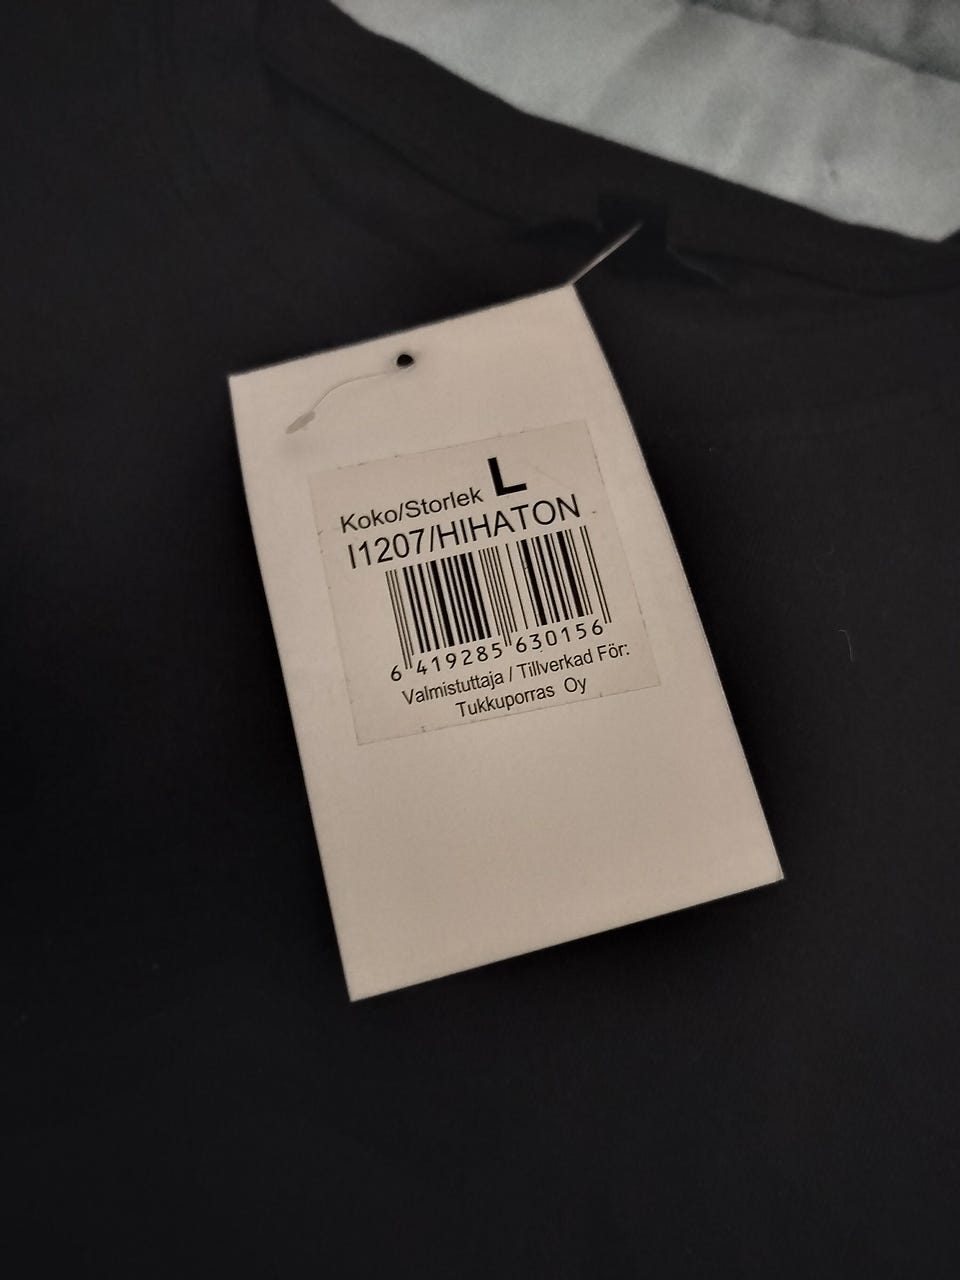 Koko/Storlek L
I1207/HIHATON
6 419285 630156
Valmistuttaja / Tillverkad För:
Tukkuporras Oy